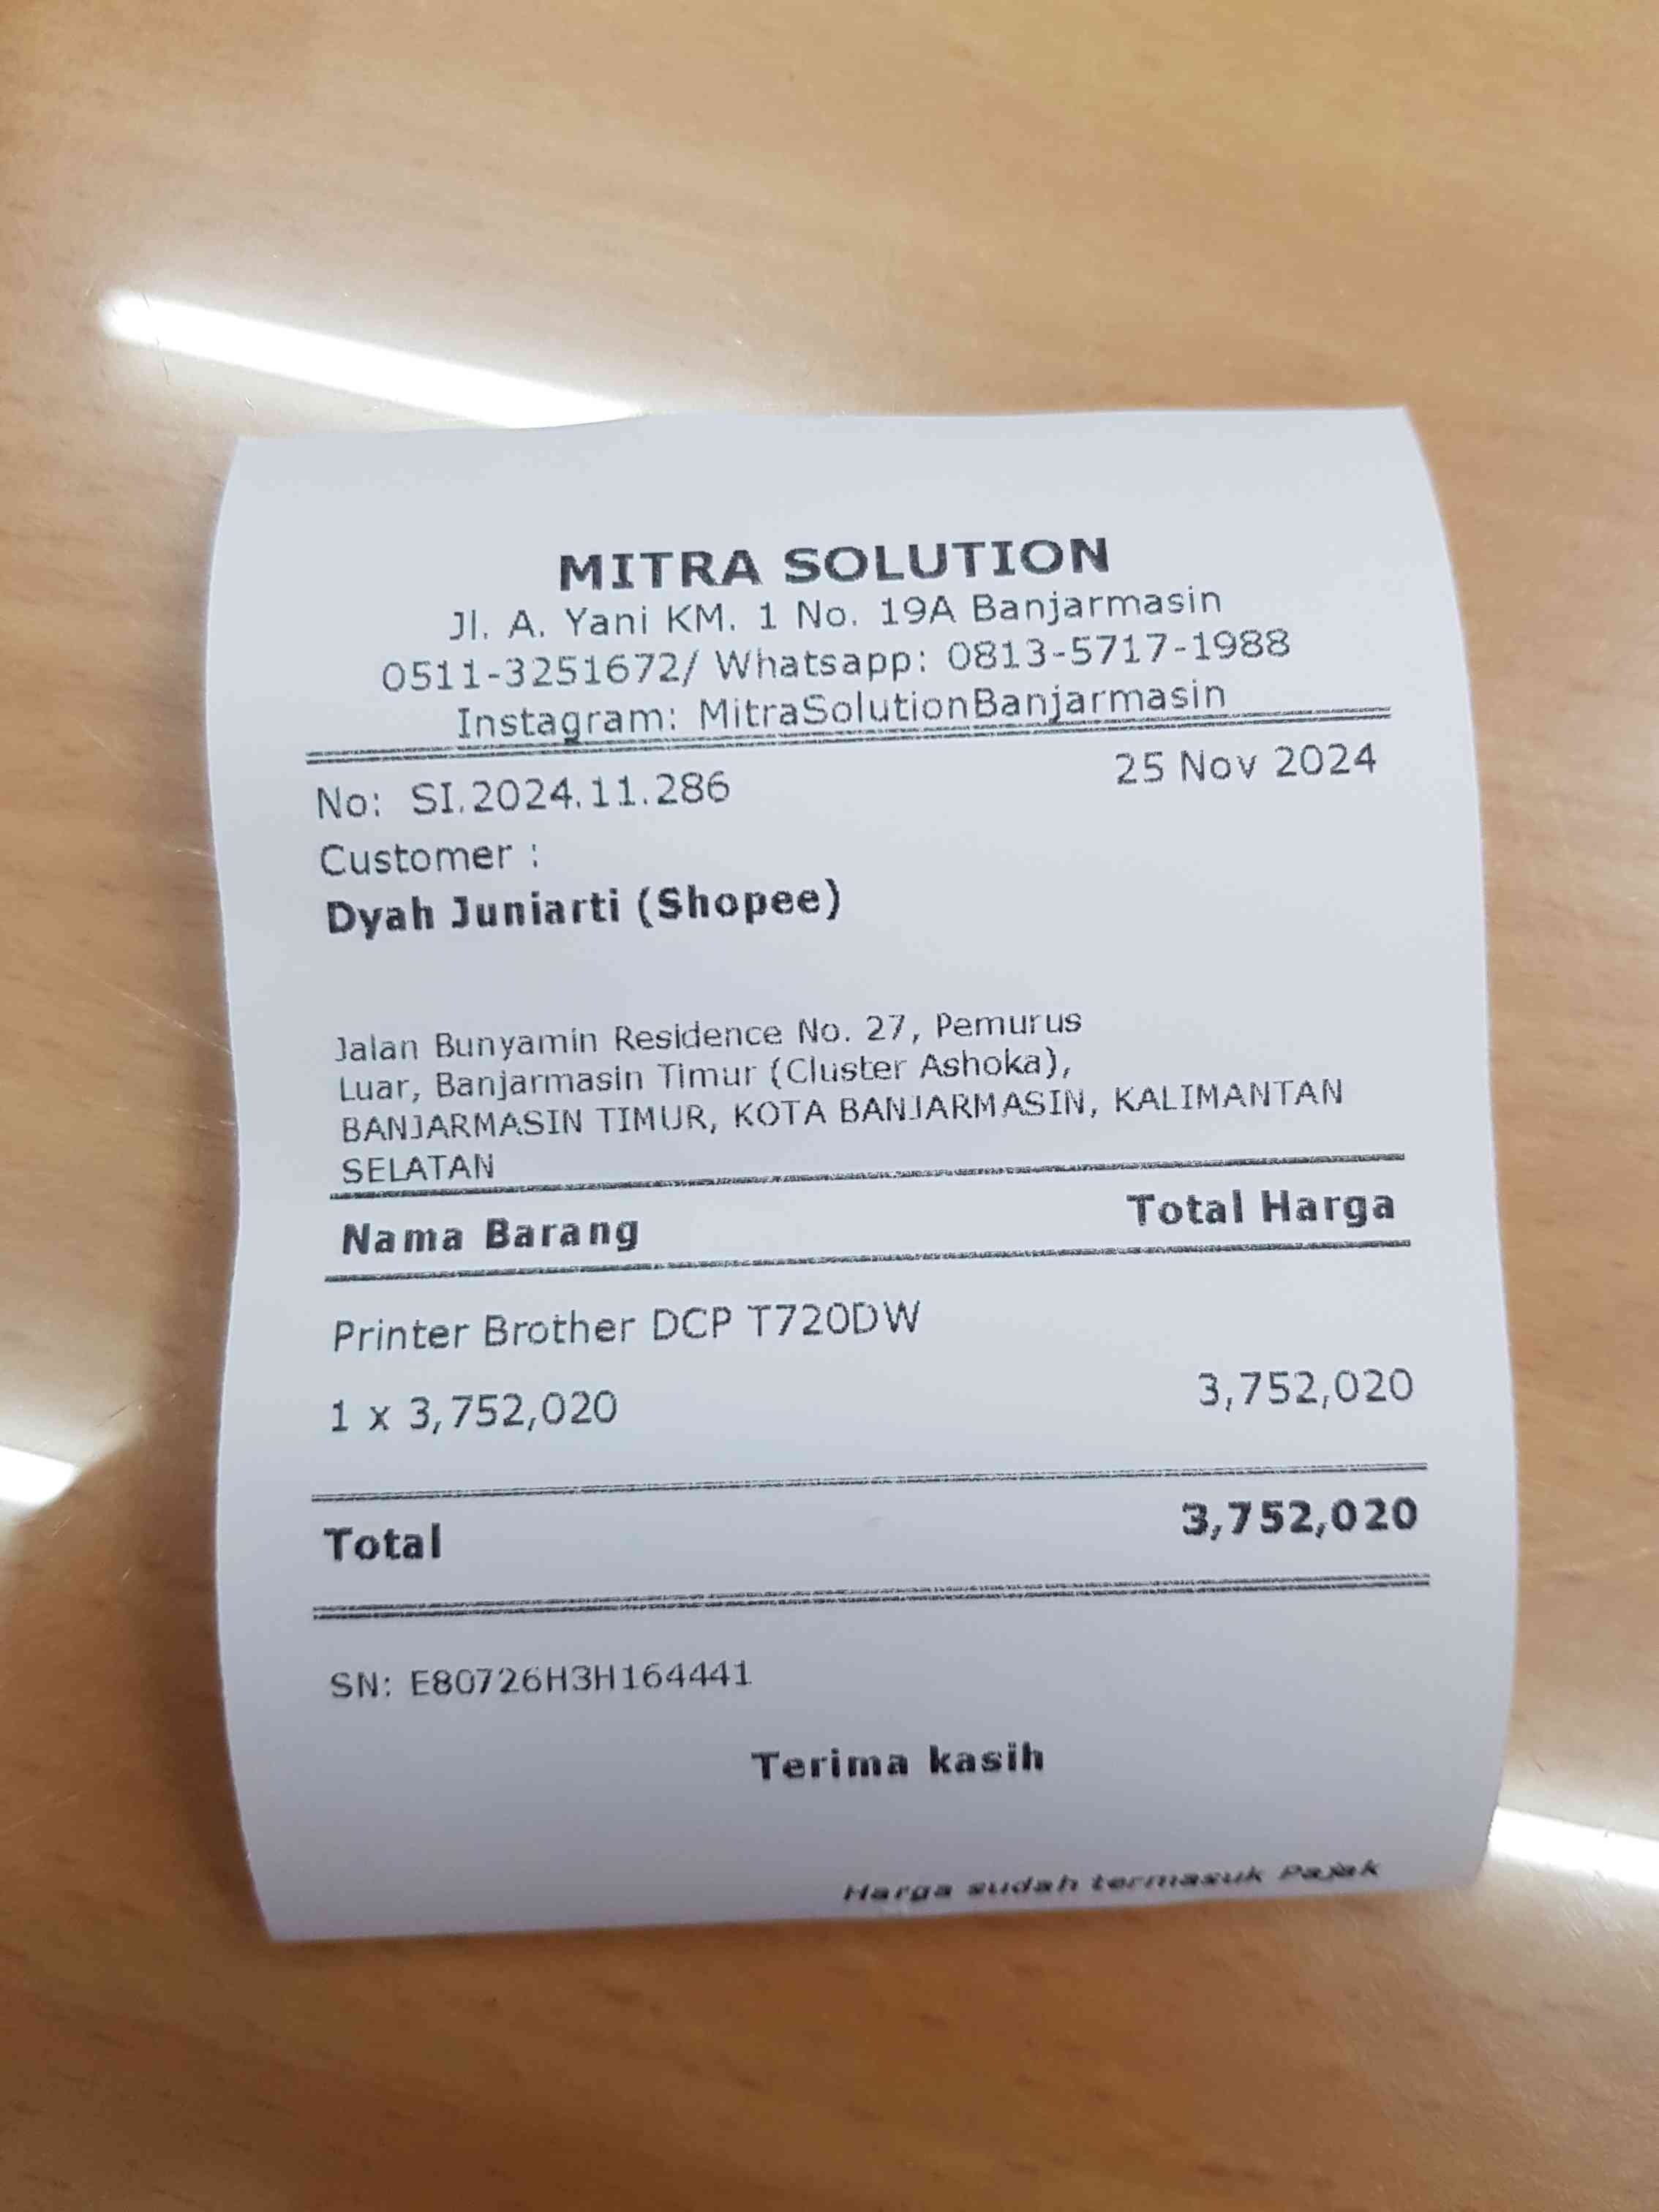 MITRA SOLUTION
Jl. A. Yani KM. 1 No. 19A Banjarmasin
0511-3251672/ Whatsapp: 0813-5717-1988
Instagram: MitraSolutionBanjarmasin
No: SI.2024.11.286 25 Nov 2024
Customer :
Dyah Juniarti (Shopee)
Jalan Bunyamin Residence No. 27, Pemurus
Luar, Banjarmasin Timur (Cluster Ashoka),
BANJARMASIN TIMUR, KOTA BANJARMASIN, KALIMANTAN
SELATAN
Nama Barang Total Harga
Printer Brother DCP T720DW
1 x 3,752,020 3,752,020
Total 3,752,020
SN: E80726H3H164441
Terima kasih
Harga sudah termasuk Pajak